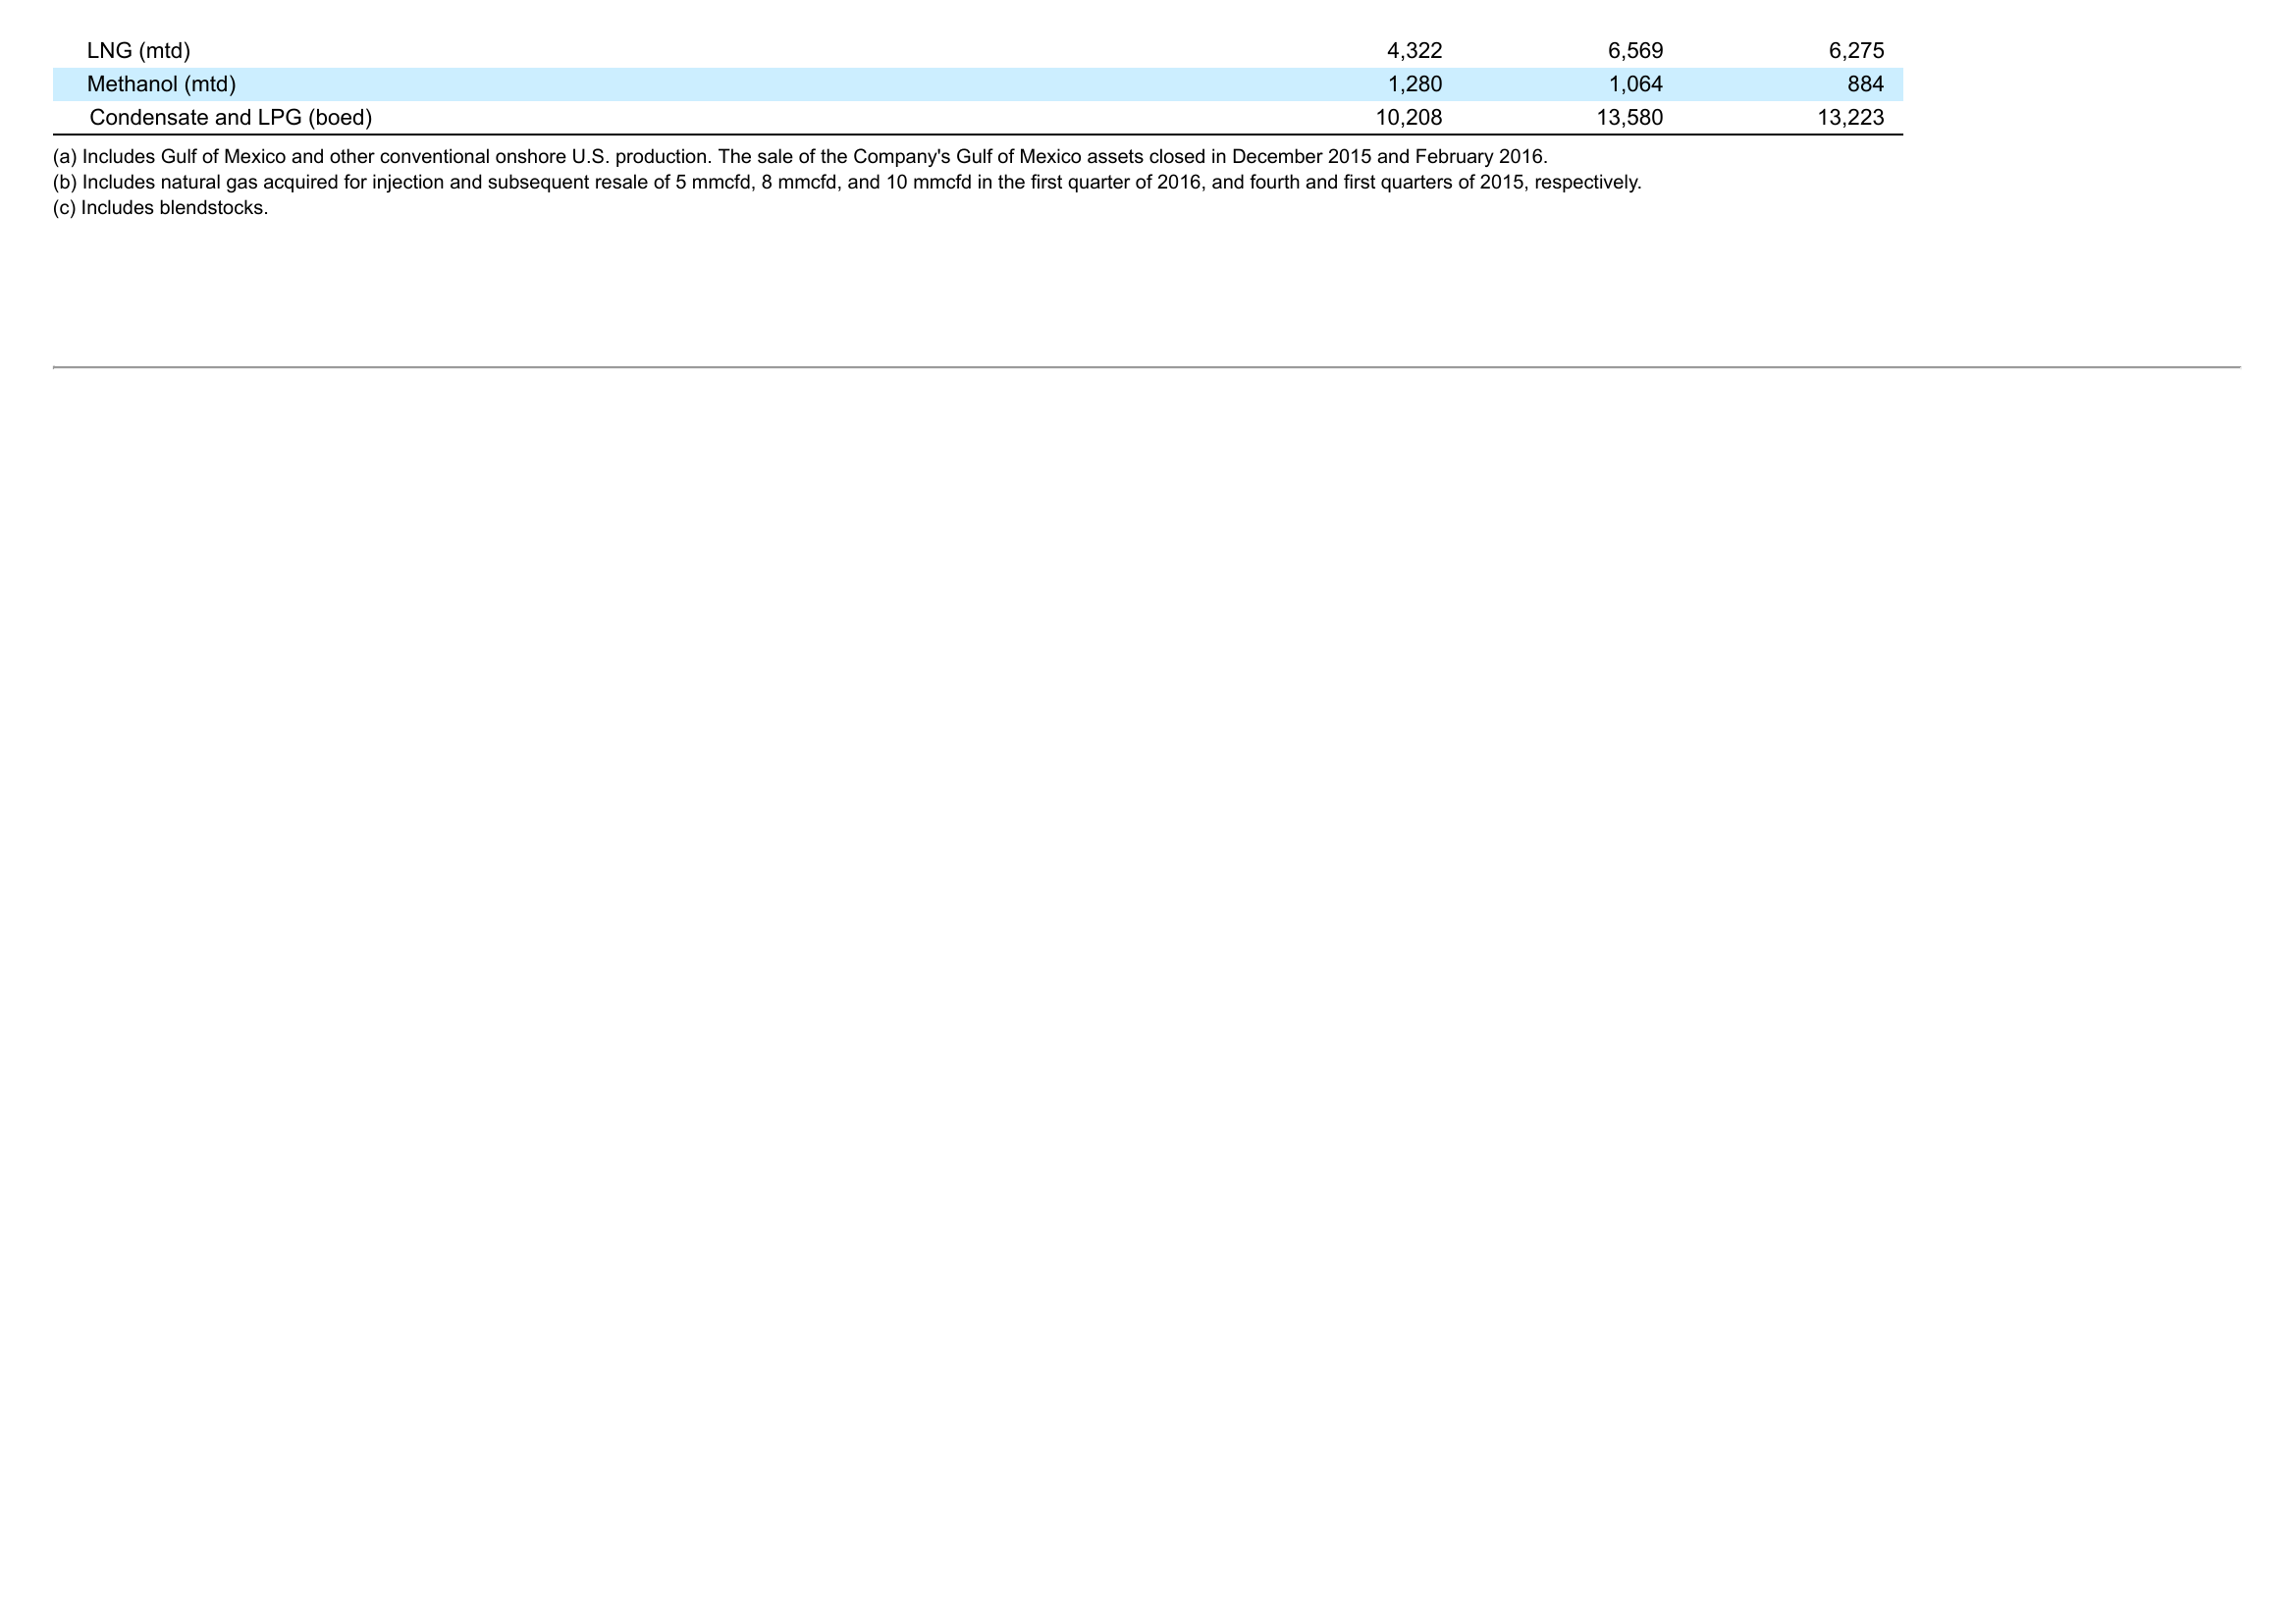 LNG (mtd) 4,322 6,569 6,275
Methanol (mtd) 1,280 1,064 884
Condensate and LPG (boed) 10,208 13,580 13,223
(a) Includes Gulf of Mexico and other conventional onshore U.S. production. The sale of the Company's Gulf of Mexico assets closed in December 2015 and February 2016.
(b) Includes natural gas acquired for injection and subsequent resale of 5 mmcfd, 8 mmcfd, and 10 mmcfd in the first quarter of 2016, and fourth and first quarters of 2015, respectively.
(c) Includes blendstocks.